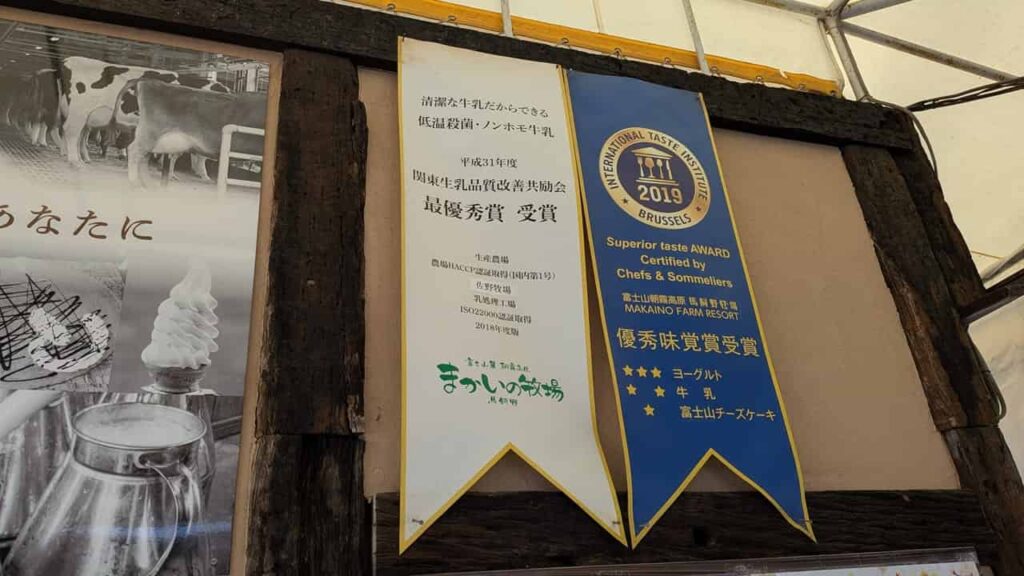 あなたに
清潔な牛乳だからできる
低温殺菌・ノンホモ牛乳
平成31年度
関東生乳品質改善共励会
最優秀賞 受賞
生産農場
農場HACCP認証取得(国内第1号)
佐野牧場
乳処理工場
ISO22000認証取得
2018年度版
まかいの牧場
INTERNATIONAL TASTE INSTITUTE
2019
BRUSSELS
Superior taste AWARD
Certified by
Chefs & Sommeliers
富士山朝霧高原 馬飼野牧場
MAKAINO FARM RESORT
優秀味覚賞受賞
★★★ ヨーグルト
★★ 牛乳
★ 富士山チーズケーキ